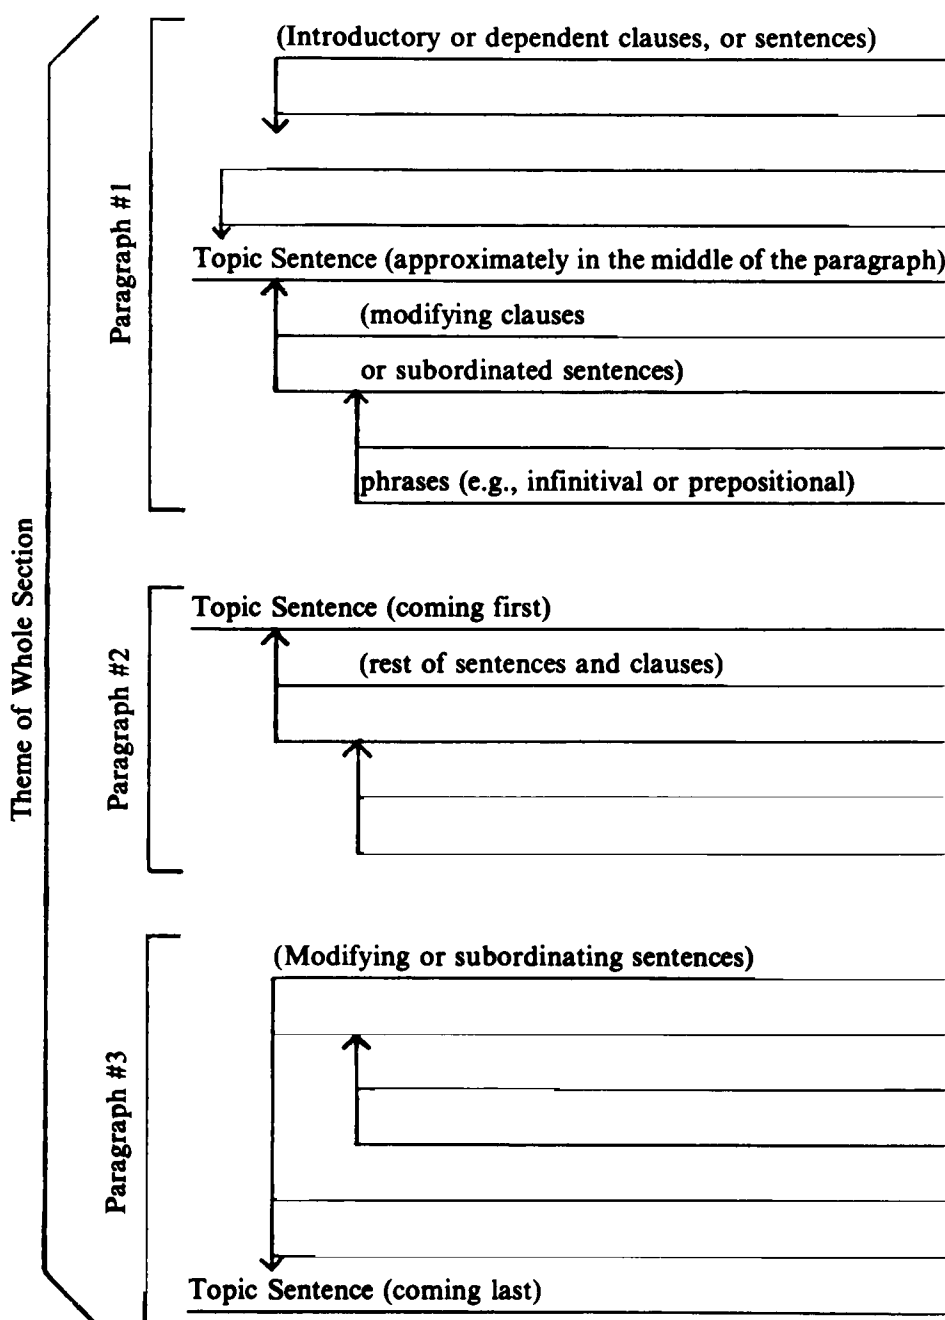 Theme of Whole Section
Paragraph #1
(Introductory or dependent clauses, or sentences)
Topic Sentence (approximately in the middle of the paragraph)
(modifying clauses
or subordinated sentences)
phrases (e.g., infinitival or prepositional)
Paragraph #2
Topic Sentence (coming first)
(rest of sentences and clauses)
Paragraph #3
(Modifying or subordinating sentences)
Topic Sentence (coming last)